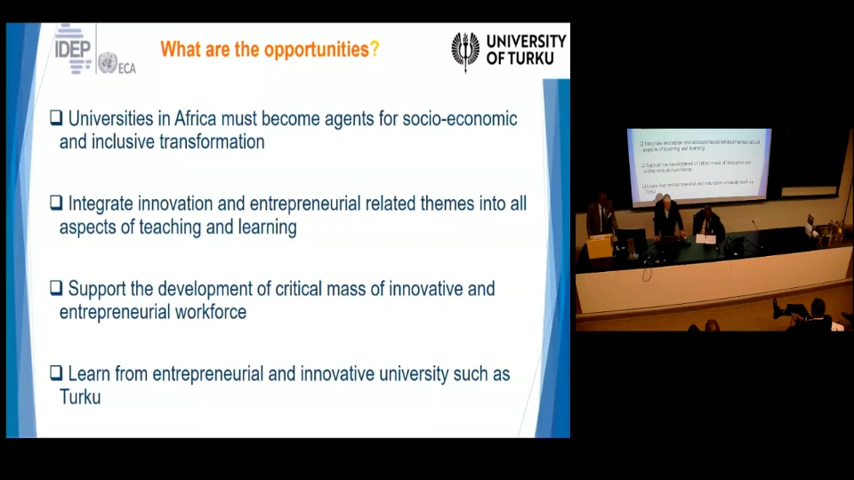 IDEP
ECA
What are the opportunities?
UNIVERSITY
OF TURKU
Universities in Africa must become agents for socio-economic
and inclusive transformation
Integrate innovation and entrepreneurial related themes into all
aspects of teaching and learning
Support the development of critical mass of innovative and
entrepreneurial workforce
Learn from entrepreneurial and innovative university such as
Turku